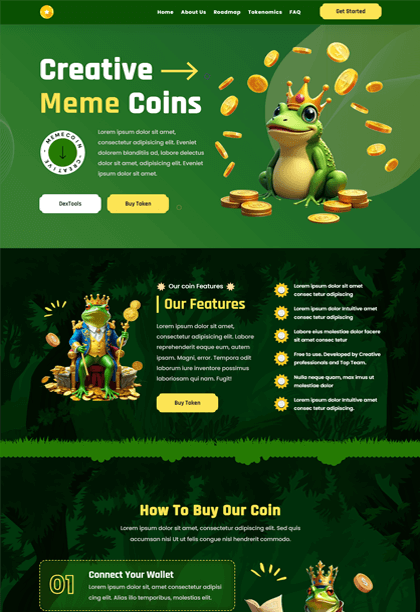 Home About Us Roadmap Tokenomics FAQ Get Started
Creative
Meme Coins
MEMECOIN - CREATIVE -
Lorem ipsum dolor sit amet,
consectetur adipisicing elit. Eveniet
dolorem blanditiis ad, labore delectus
dolor sit amet, adipisicing elit. Eveniet
sit amet.
DexTools
Buy Token
Our coin Features
Our Features
Lorem ipsum dolor sit amet,
consectetur adipisicing elit. Labore
reprehenderit eaque eum, autem
ipsam. Magni, error. Tempora odit
laborum iure inventore possimus
laboriosam qui nam. Fugit!
Buy Token
Lorem ipsum dolor sit amet
consec tetur adipiscing
Lorem ipsum dolor intuitive amet
consec tetur adipiscing.
Labore eius molestiae dolor facere
sit amet consec tetur
Free to use. Developed by Creative
professionals and Top Team.
Nulla neque quam, max imus ut
molestiae dolor
Lorem ipsum dolor intuitive amet
consec tetur adipiscing.
How To Buy Our Coin
Lorem ipsum dolor sit amet, consectetur adipisicing elit. Sed quis
accumsan nisi Ut ut felis congue nisl hendrerit commodo.
01
Connect Your Wallet
Lorem ipsum dolor sit amet, consectetur adipisi
cing elit. Alias illo temporibus, molestias elit.